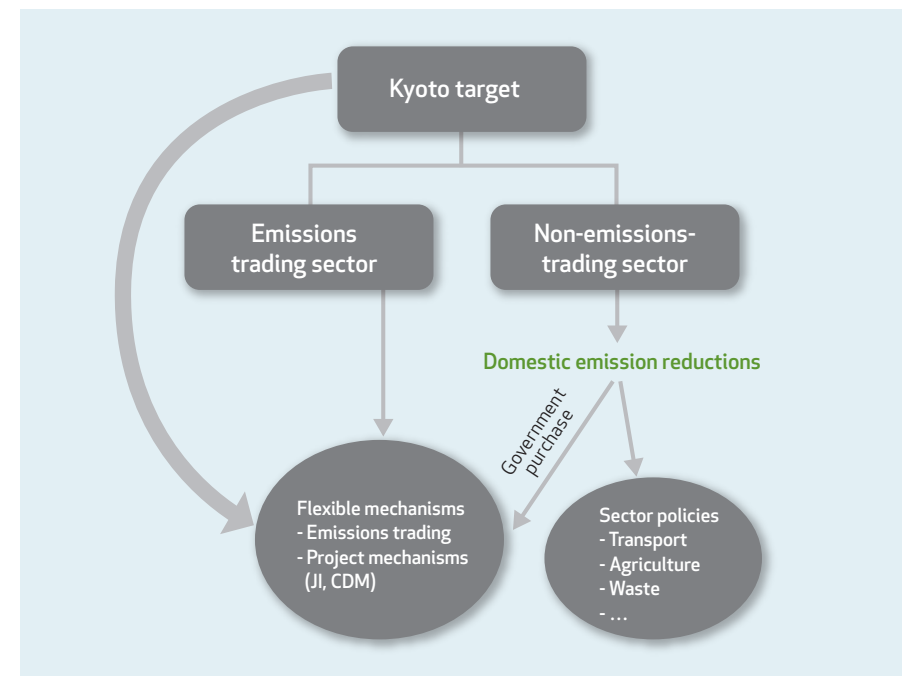 Kyoto target
Emissions
trading sector
Non-emissions-
trading sector
Domestic emission reductions
Government
purchase
Flexible mechanisms
- Emissions trading
- Project mechanisms
(JI, CDM)
Sector policies
- Transport
- Agriculture
- Waste
- ...